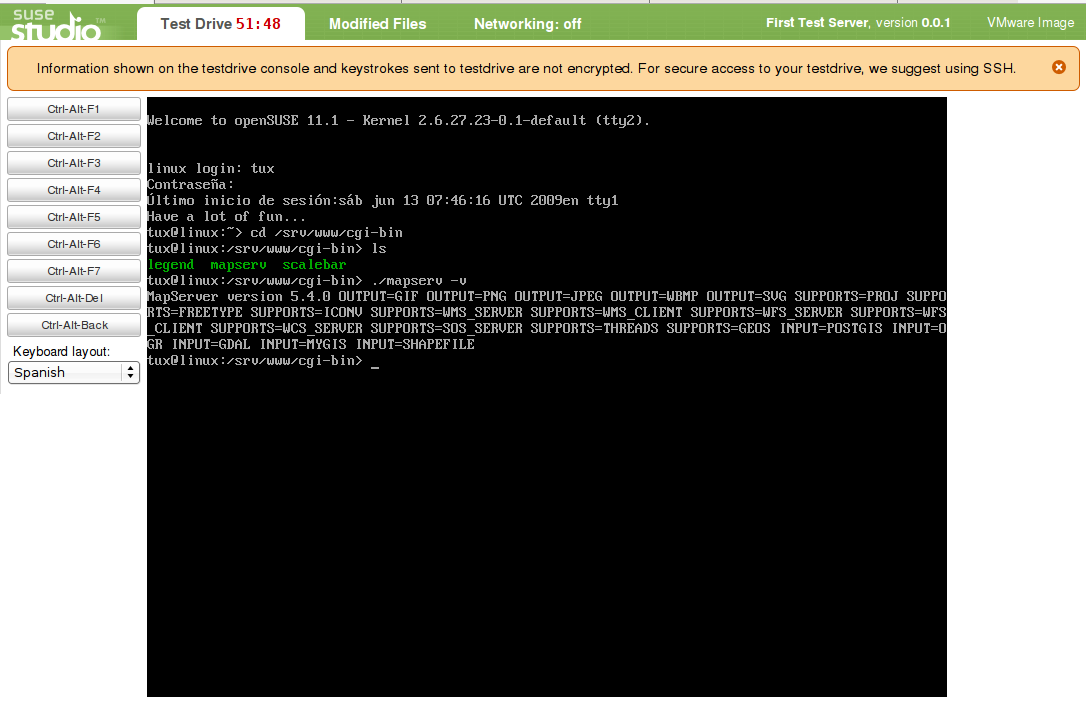 suse
studio™
Test Drive 51:48
Modified Files
Networking: off
First Test Server, version 0.0.1
VMware Image
Information shown on the testdrive console and keystrokes sent to testdrive are not encrypted. For secure access to your testdrive, we suggest using SSH.
Ctrl-Alt-F1
Ctrl-Alt-F2
Ctrl-Alt-F3
Ctrl-Alt-F4
Ctrl-Alt-F5
Ctrl-Alt-F6
Ctrl-Alt-F7
Ctrl-Alt-Del
Ctrl-Alt-Back
Keyboard layout:
Spanish
Welcome to openSUSE 11.1 - Kernel 2.6.27.23-0.1-default (tty2).
linux login: tux
Contraseña:
Último inicio de sesión:sáb jun 13 07:46:16 UTC 2009en tty1
Have a lot of fun...
tux@linux:~> cd /srv/www/cgi-bin
tux@linux:/srv/www/cgi-bin> ls
legend mapserv scalebar
tux@linux:/srv/www/cgi-bin> ./mapserv -v
MapServer version 5.4.0 OUTPUT=GIF OUTPUT=PNG OUTPUT=JPEG OUTPUT=WBMP OUTPUT=SVG SUPPORTS=PROJ SUPPO
RTS=FREETYPE SUPPORTS=ICONV SUPPORTS=WMS_SERVER SUPPORTS=WMS_CLIENT SUPPORTS=WFS_SERVER SUPPORTS=WFS
_CLIENT SUPPORTS=WCS_SERVER SUPPORTS=SOS_SERVER SUPPORTS=THREADS SUPPORTS=GEOS INPUT=POSTGIS INPUT=O
GR INPUT=GDAL INPUT=MYGIS INPUT=SHAPEFILE
tux@linux:/srv/www/cgi-bin> _